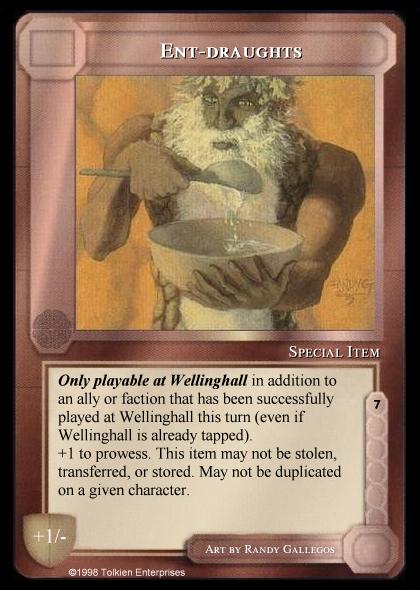 Ent-draughts
RANDYG
Special Item
Only playable at Wellinghall in addition to
an ally or faction that has been successfully
played at Wellinghall this turn (even if
Wellinghall is already tapped).
+1 to prowess. This item may not be stolen,
transferred, or stored. May not be duplicated
on a given character.
7
+1/-
Art by Randy Gallegos
©1998 Tolkien Enterprises